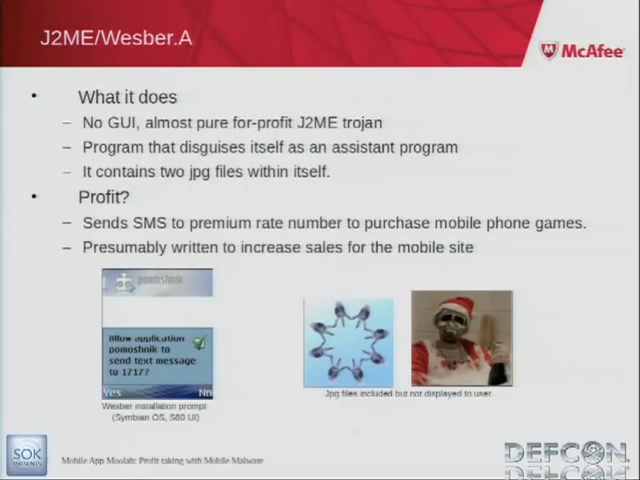 J2ME/Wesber.A
McAfee
• What it does
– No GUI, almost pure for-profit J2ME trojan
– Program that disguises itself as an assistant program
– It contains two jpg files within itself.
• Profit?
– Sends SMS to premium rate number to purchase mobile phone games.
– Presumably written to increase sales for the mobile site
pomoshnik
Allow application
pomoshnik to
send text message
to 1717?
Yes No
Wesber installation prompt
(Symbian OS, S60 UI)
Jpg files included but not displayed to user.
SOK
PRESENTS
Mobile App Moolah: Profit taking with Mobile Malware
DEFCON